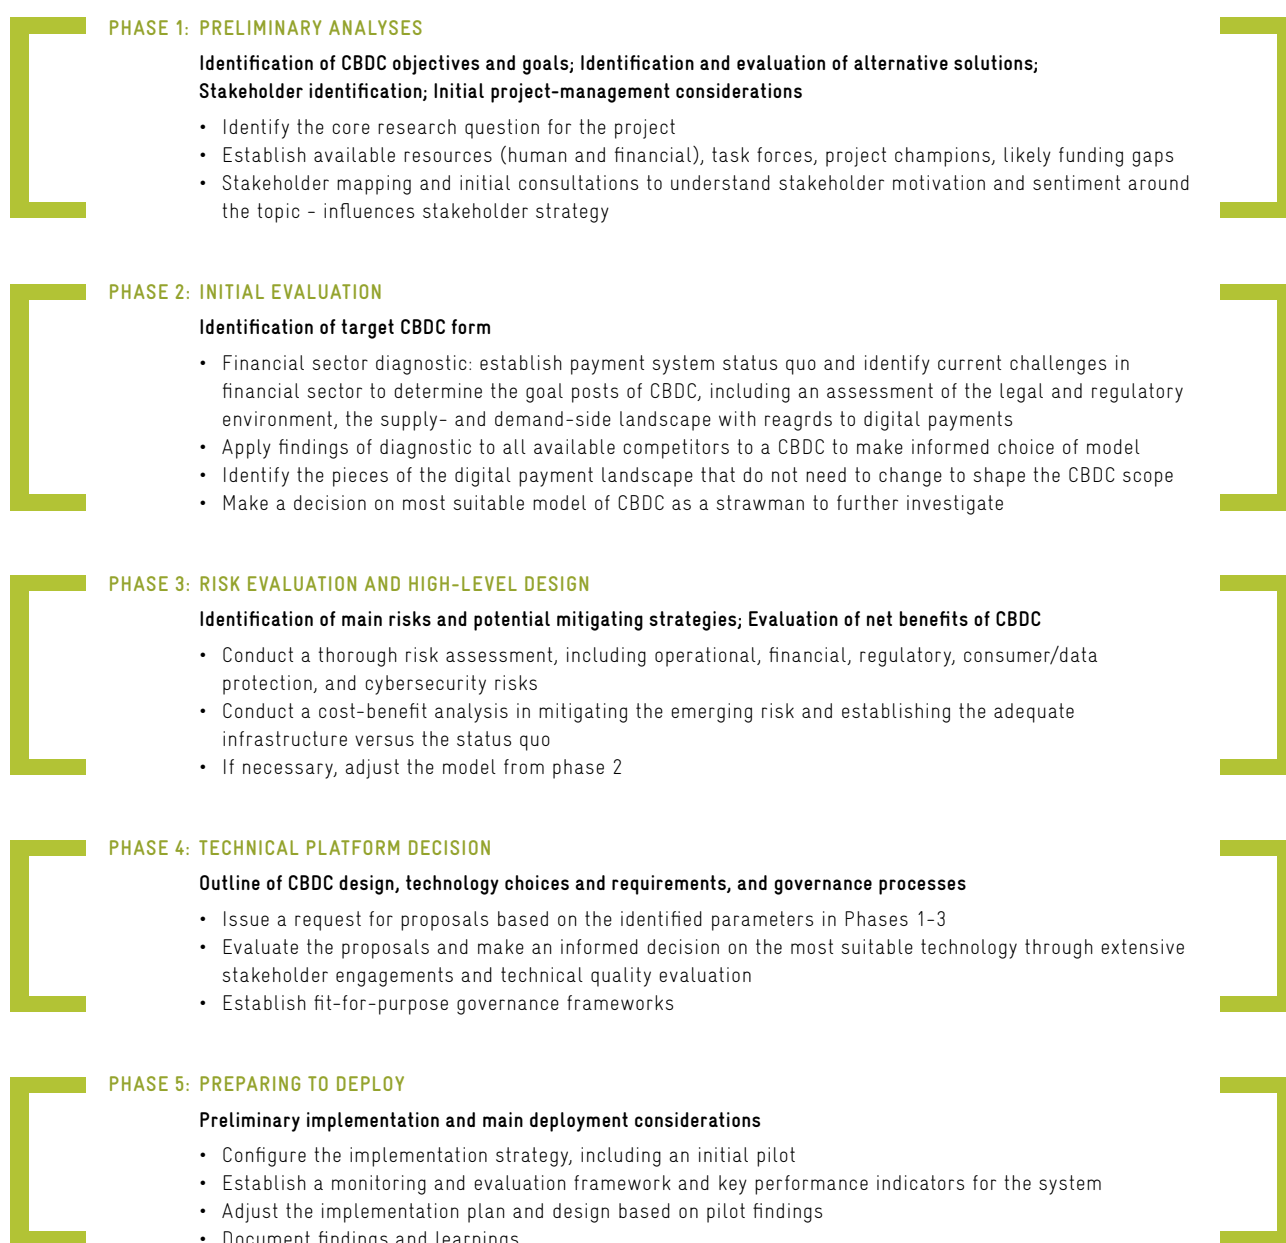 PHASE 1: PRELIMINARY ANALYSES
Identification of CBDC objectives and goals; Identification and evaluation of alternative solutions;
Stakeholder identification; Initial project-management considerations
• Identify the core research question for the project
• Establish available resources (human and financial), task forces, project champions, likely funding gaps
• Stakeholder mapping and initial consultations to understand stakeholder motivation and sentiment around
the topic - influences stakeholder strategy
PHASE 2: INITIAL EVALUATION
Identification of target CBDC form
• Financial sector diagnostic: establish payment system status quo and identify current challenges in
financial sector to determine the goal posts of CBDC, including an assessment of the legal and regulatory
environment, the supply- and demand-side landscape with reagrds to digital payments
• Apply findings of diagnostic to all available competitors to a CBDC to make informed choice of model
• Identify the pieces of the digital payment landscape that do not need to change to shape the CBDC scope
• Make a decision on most suitable model of CBDC as a strawman to further investigate
PHASE 3: RISK EVALUATION AND HIGH-LEVEL DESIGN
Identification of main risks and potential mitigating strategies; Evaluation of net benefits of CBDC
• Conduct a thorough risk assessment, including operational, financial, regulatory, consumer/data
protection, and cybersecurity risks
• Conduct a cost-benefit analysis in mitigating the emerging risk and establishing the adequate
infrastructure versus the status quo
• If necessary, adjust the model from phase 2
PHASE 4: TECHNICAL PLATFORM DECISION
Outline of CBDC design, technology choices and requirements, and governance processes
• Issue a request for proposals based on the identified parameters in Phases 1-3
• Evaluate the proposals and make an informed decision on the most suitable technology through extensive
stakeholder engagements and technical quality evaluation
• Establish fit-for-purpose governance frameworks
PHASE 5: PREPARING TO DEPLOY
Preliminary implementation and main deployment considerations
• Configure the implementation strategy, including an initial pilot
• Establish a monitoring and evaluation framework and key performance indicators for the system
• Adjust the implementation plan and design based on pilot findings
• Document findings and learnings